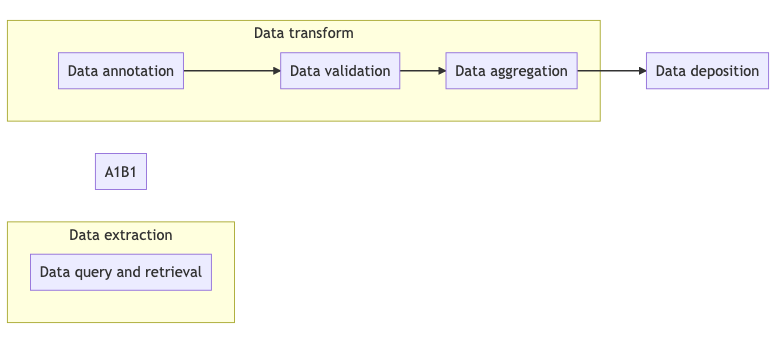 Data transform
Data annotation
Data validation
Data aggregation
Data deposition
A1B1
Data extraction
Data query and retrieval